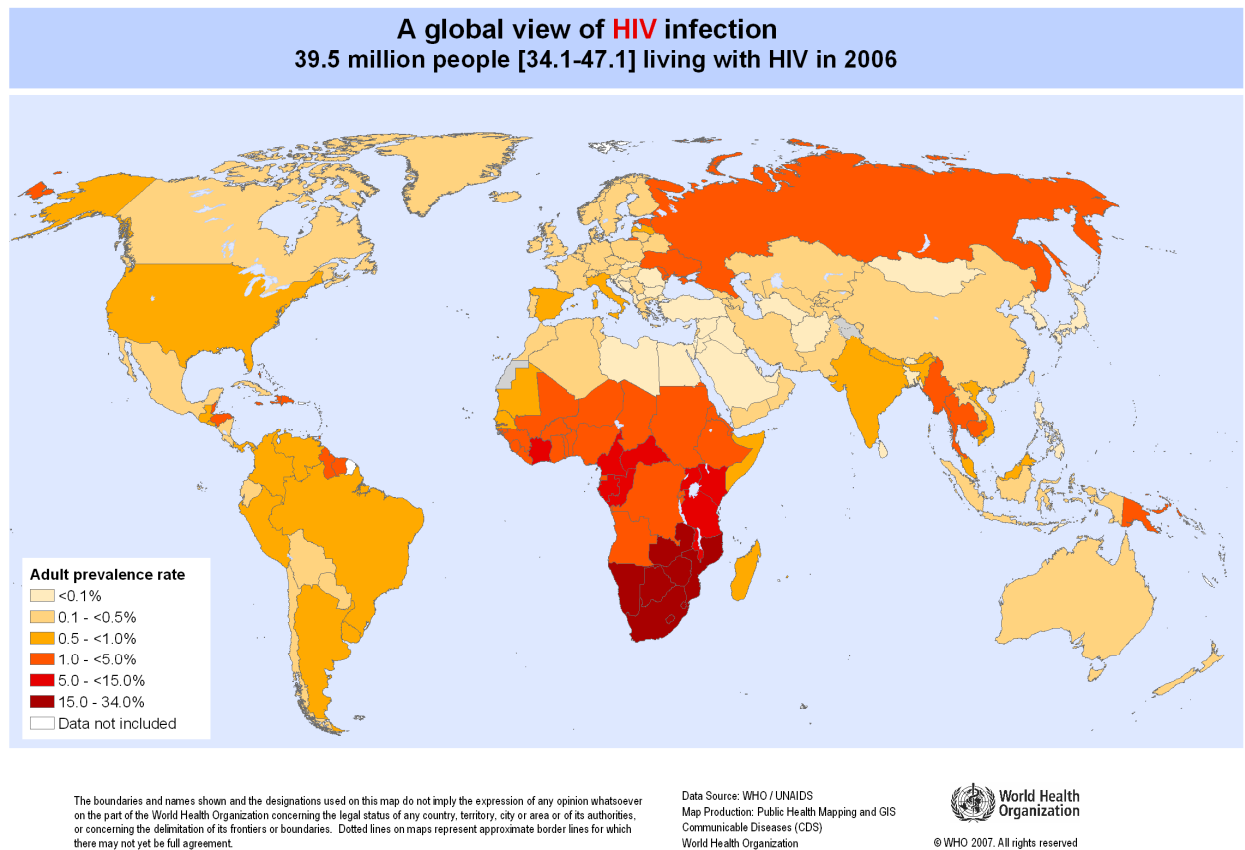 A global view of HIV infection
39.5 million people [34.1-47.1] living with HIV in 2006
Adult prevalence rate
<0.1%
0.1 - <0.5%
0.5 - <1.0%
1.0 - <5.0%
5.0 - <15.0%
15.0 - 34.0%
Data not included
The boundaries and names shown and the designations used on this map do not imply the expression of any opinion whatsoever
on the part of the World Health Organization concerning the legal status of any country, territory, city or area or of its authorities,
or concerning the delimitation of its frontiers or boundaries.  Dotted lines on maps represent approximate border lines for which
there may not yet be full agreement.
Data Source: WHO / UNAIDS
Map Production: Public Health Mapping and GIS
Communicable Diseases (CDS)
World Health Organization
World Health
Organization
© WHO 2007. All rights reserved